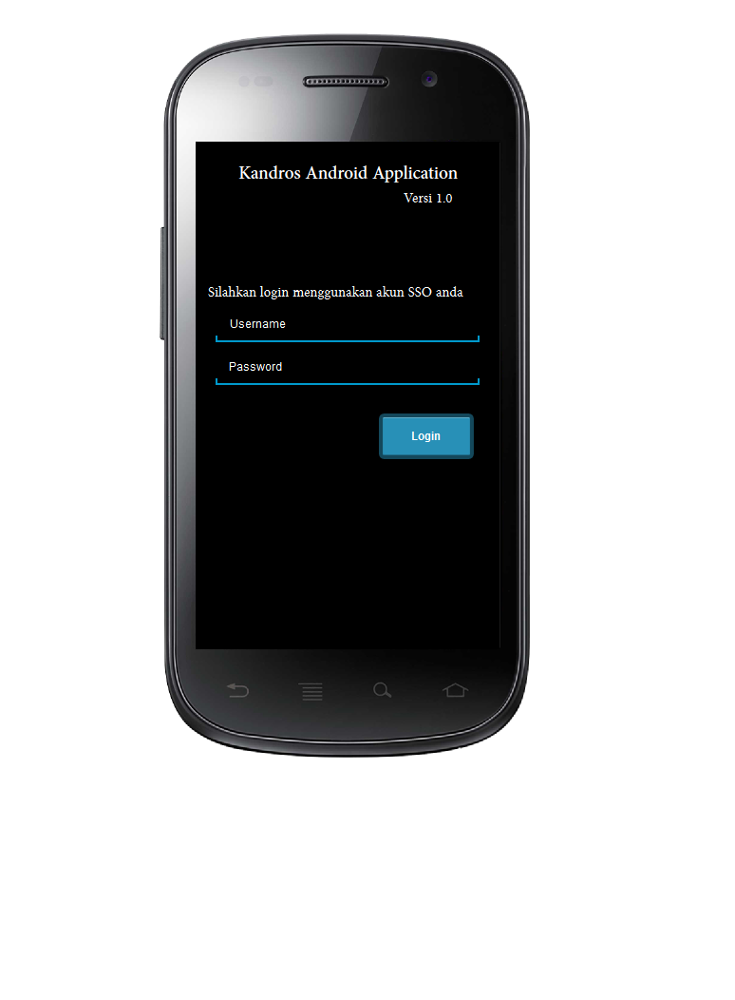 Kandros Android Application
Versi 1.0
Silahkan login menggunakan akun SSO anda
Username
Password
Login